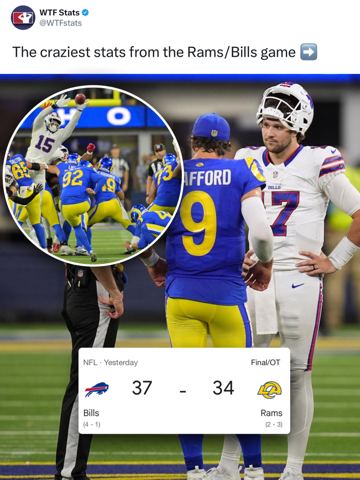 WTF Stats
@WTFstats
The craziest stats from the Rams/Bills game ➡️
15
92
AFFORD
9
BILLS
17
NFL · Yesterday Final/OT
37 - 34
Bills Rams
(4 - 1) (2 - 3)